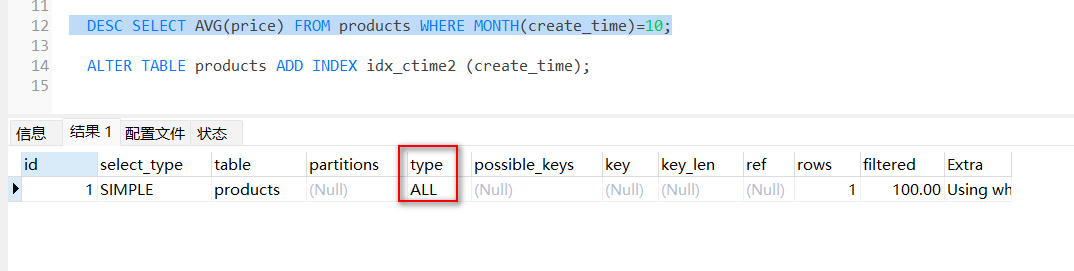 11
12 DESC SELECT AVG(price) FROM products WHERE MONTH(create_time)=10;
13
14 ALTER TABLE products ADD INDEX idx_ctime2 (create_time);
15
信息 结果 1 配置文件 状态
id select_type table partitions type possible_keys key key_len ref rows filtered Extra
1 SIMPLE products (Null) ALL (Null) (Null) (Null) (Null) 1 100.00 Using wh